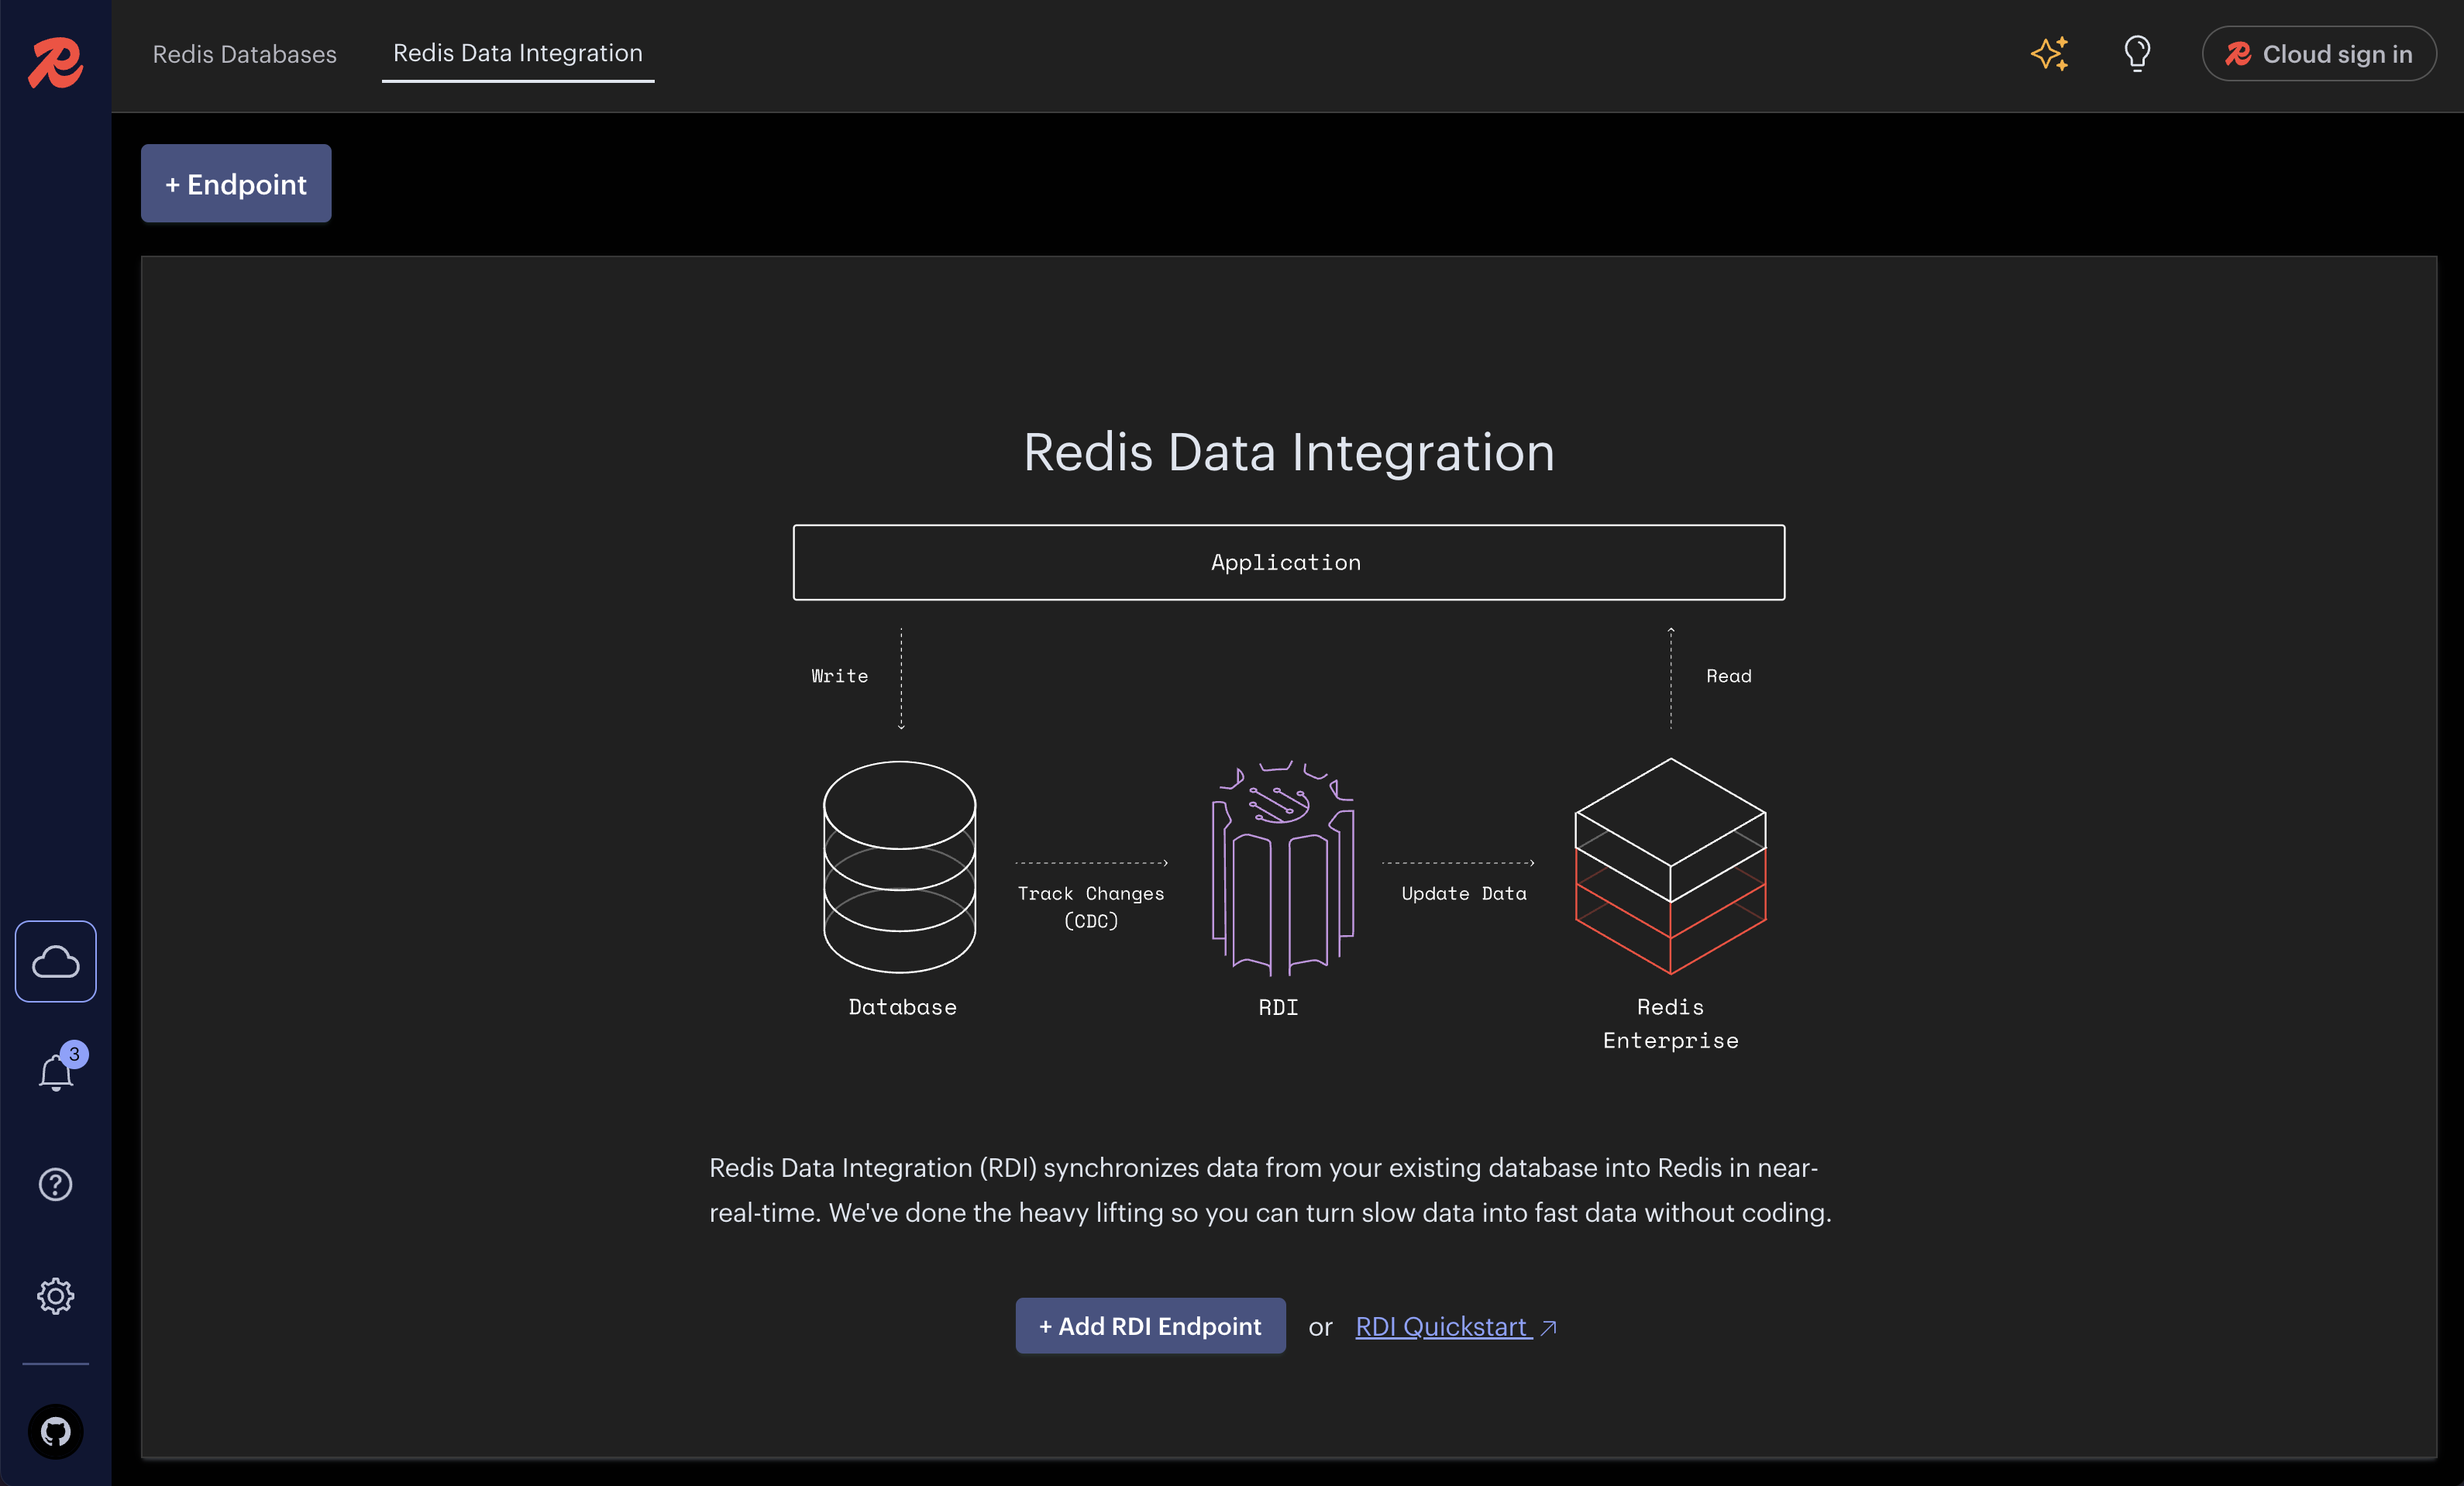 Redis Databases
Redis Data Integration
Cloud sign in
+ Endpoint
Redis Data Integration
Application
Write
Read
Track Changes
(CDC)
Update Data
Database
RDI
Redis
Enterprise
3
Redis Data Integration (RDI) synchronizes data from your existing database into Redis in near-
real-time. We've done the heavy lifting so you can turn slow data into fast data without coding.
+ Add RDI Endpoint or RDI Quickstart